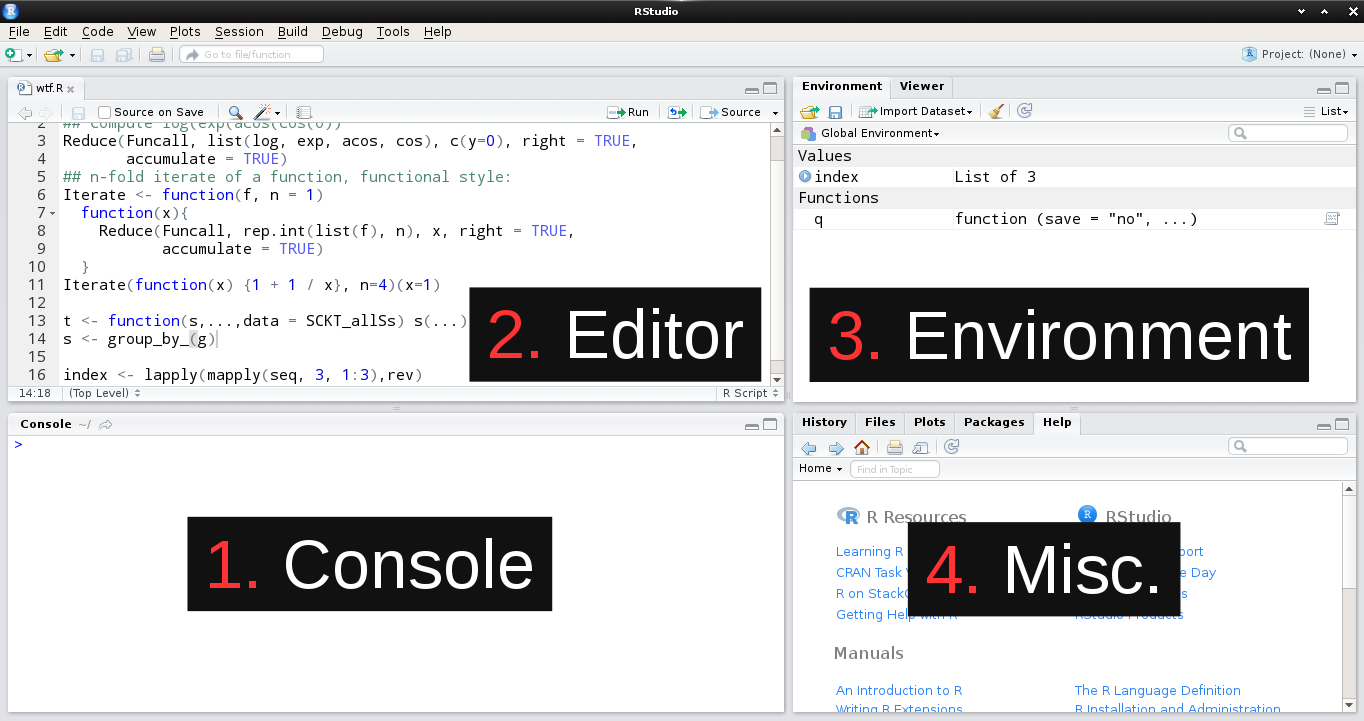 RStudio
File Edit Code View Plots Session Build Debug Tools Help
Go to file/function
Project: (None)
wtf.R
Source on Save
Run
Source
2 ## Compute log(exp(acos(cos(0))
3 Reduce(Funcall, list(log, exp, acos, cos), c(y=0), right = TRUE,
4 accumulate = TRUE)
5 ## n-fold iterate of a function, functional style:
6 Iterate <- function(f, n = 1)
7 function(x){
8 Reduce(Funcall, rep.int(list(f), n), x, right = TRUE,
9 accumulate = TRUE)
10 }
11 Iterate(function(x) {1 + 1 / x}, n=4)(x=1)
12
13 t <- function(s,...,data = SCKT_allSs) s(...)
14 s <- group_by_(g)
15
16 index <- lapply(mapply(seq, 3, 1:3),rev)
2. Editor
14:18 (Top Level) R Script
Environment Viewer
Import Dataset List
Global Environment
Values
index List of 3
Functions
q function (save = "no", ...)
3. Environment
Console ~/
>
1. Console
History Files Plots Packages Help
Home Find in Topic
R Resources RStudio
Learning R
CRAN Task
R on
Getting Help with R
Day
RStudio Products
4. Misc.
Manuals
An Introduction to R The R Language Definition
Writing R Extensions R Installation and Administration